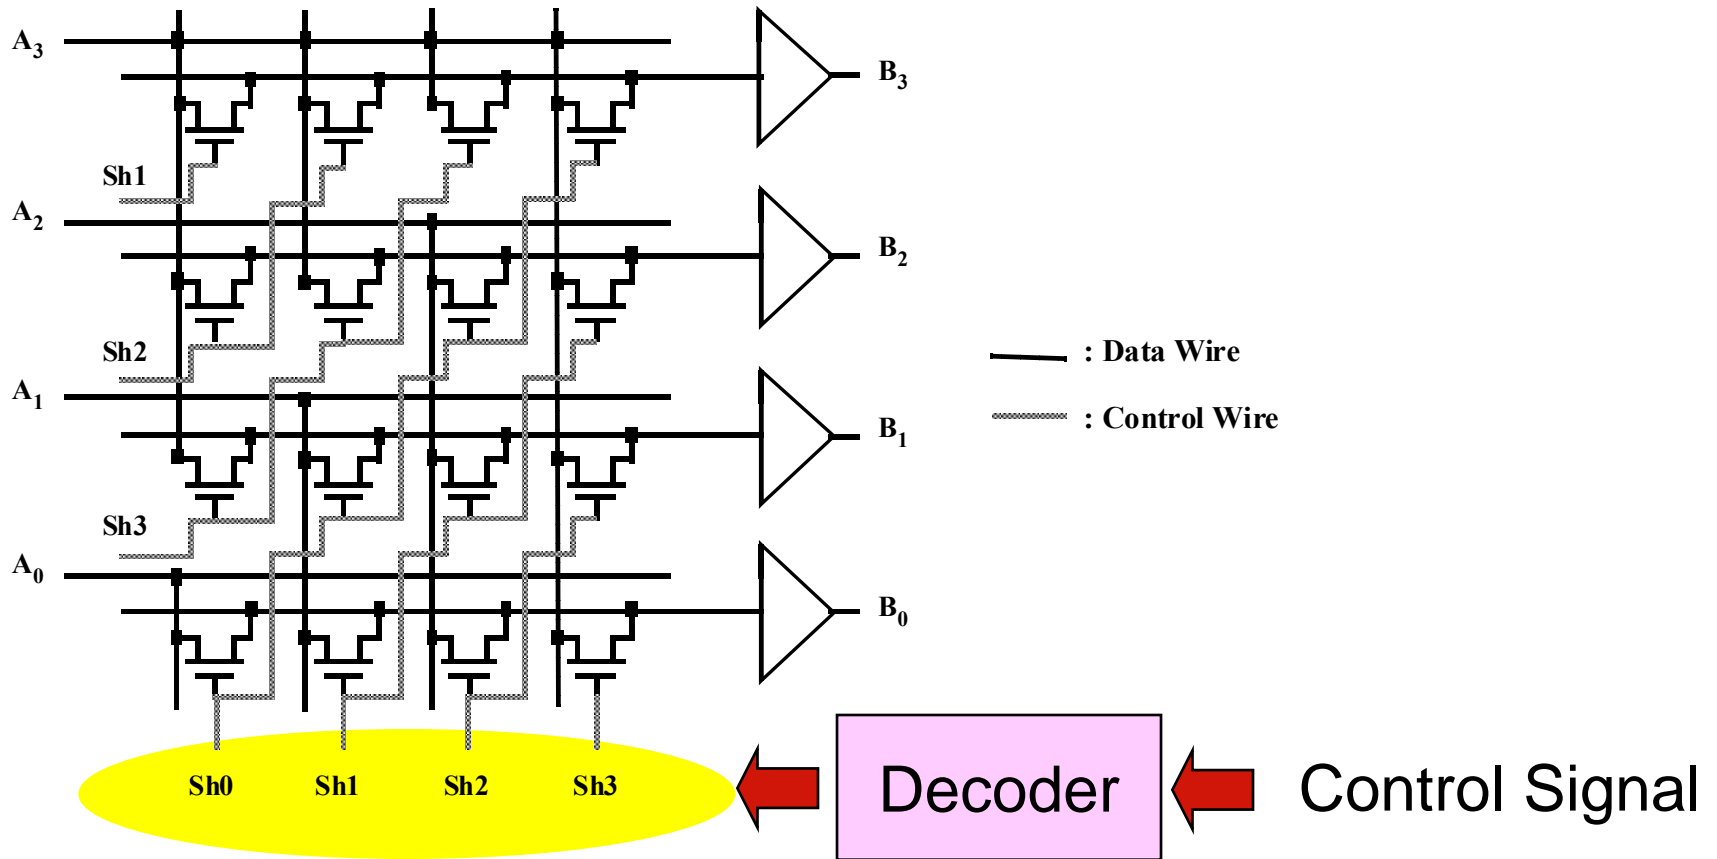 A3
B3
Sh1
A2
B2
Sh2
: Data Wire
A1
: Control Wire
B1
Sh3
A0
B0
Sh0 Sh1 Sh2 Sh3
Decoder
Control Signal